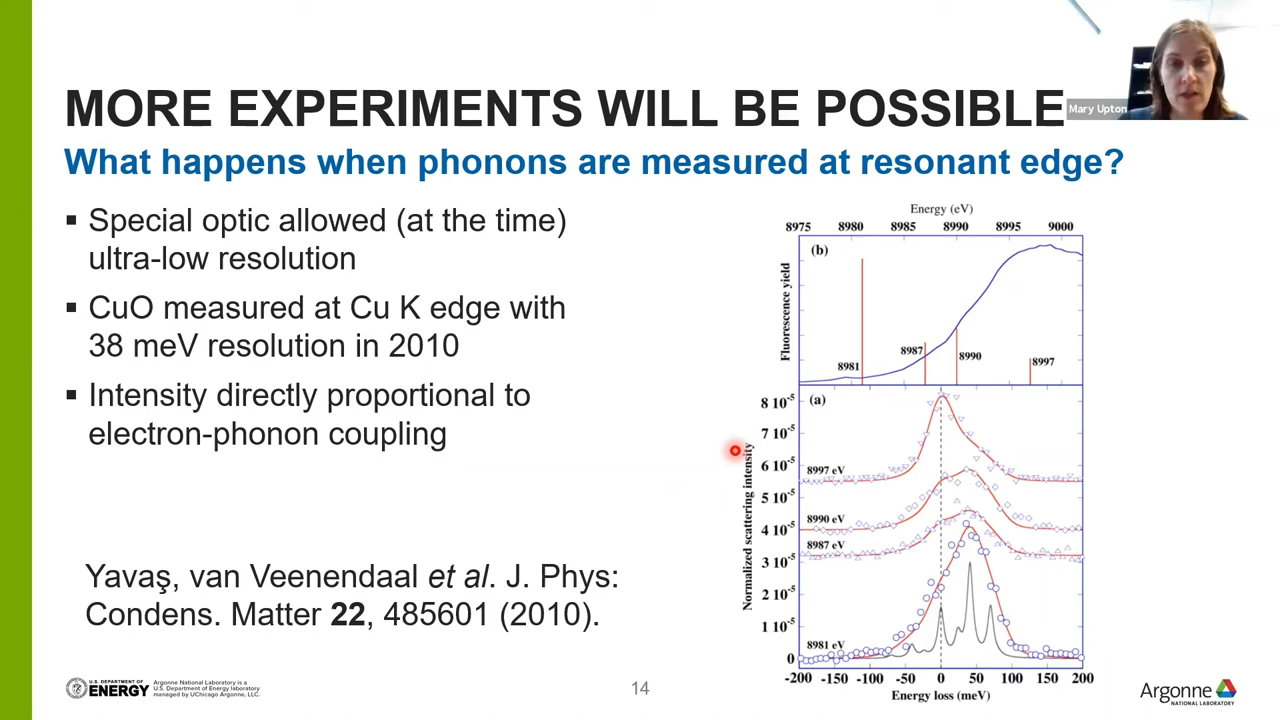 MORE EXPERIMENTS WILL BE POSSIBLE
Mary Upton
What happens when phonons are measured at resonant edge?
▪ Special optic allowed (at the time)
ultra-low resolution
▪ CuO measured at Cu K edge with
38 meV resolution in 2010
▪ Intensity directly proportional to
electron-phonon coupling
Yavaş, van Veenendaal et al. J. Phys:
Condens. Matter 22, 485601 (2010).
Energy (eV)
8975 8980 8985 8990 8995 9000
(b)
Fluorescence yield
8981
8987
8990
8997
(a)
Normalized scattering intensity
8 10-5
7 10-5
6 10-5
5 10-5
4 10-5
3 10-5
2 10-5
1 10-5
0
8997 eV
8990 eV
8987 eV
8981 eV
-200 -150 -100 -50 0 50 100 150 200
Energy loss (meV)
U.S. DEPARTMENT OF
ENERGY
Argonne National Laboratory is a
U.S. Department of Energy laboratory
managed by UChicago Argonne, LLC.
14
Argonne
NATIONAL LABORATORY